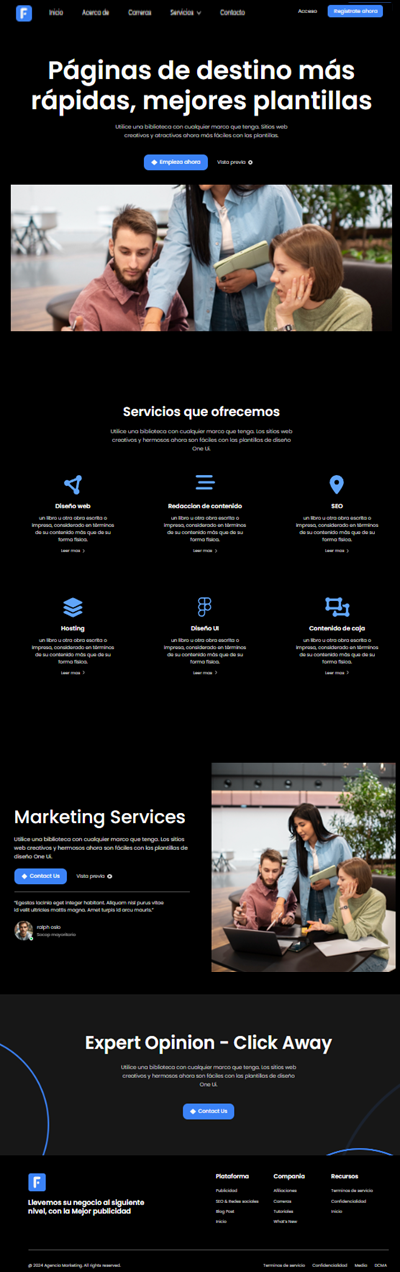 F
Inicio Acerca de Carreras Servicios Contacto Acceso Regístrate ahora
Páginas de destino más
rápidas, mejores plantillas
Utilice una biblioteca con cualquier marco que tenga. Sitios web
creativos y atractivos ahora más fáciles con las plantillas.
Empieza ahora Vista previa
Servicios que ofrecemos
Utilice una biblioteca con cualquier marco que tenga. Los sitios web
creativos y hermosos ahora son fáciles con las plantillas de diseño
One Ui.
Diseño web
un libro u otra obra escrita o
impresa, considerado en términos
de su contenido más que de su
forma física.
Leer mas
Redaccion de contenido
un libro u otra obra escrita o
impresa, considerado en términos
de su contenido más que de su
forma física.
Leer mas
SEO
un libro u otra obra escrita o
impresa, considerado en términos
de su contenido más que de su
forma física.
Leer mas
Hosting
un libro u otra obra escrita o
impresa, considerado en términos
de su contenido más que de su
forma física.
Leer mas
Diseño UI
un libro u otra obra escrita o
impresa, considerado en términos
de su contenido más que de su
forma física.
Leer mas
Contenido de caja
un libro u otra obra escrita o
impresa, considerado en términos
de su contenido más que de su
forma física.
Leer mas
Marketing Services
Utilice una biblioteca con cualquier marco que tenga. Los sitios
web creativos y hermosos ahora son fáciles con las plantillas de
diseño One Ui.
Contact Us Vista previa
"Egestas lacinia eget integer habitant. Aliquam nisl purus vitae
id velit ultricies mattis magna. Amet turpis id arcu mauris."
ralph oslo
Expert Opinion - Click Away
Utilice una biblioteca con cualquier marco que tenga. Los sitios web
creativos y hermosos ahora son fáciles con las plantillas de diseño
One Ui.
Contact Us
F
Llevemos su negocio al siguiente
nivel, con la Mejor publicidad
Plataforma
Publicidad
SEO & Redes sociales
Blog Post
Inicio
Compania
Afiliaciones
Carreras
Tutoriales
What's New
Recursos
Terminos de servicio
Confidencialidad
Inicio
@ 2024 Agencia Marketing. All rights reserved.
Terminos de servicio Confidencialidad Media DCMA